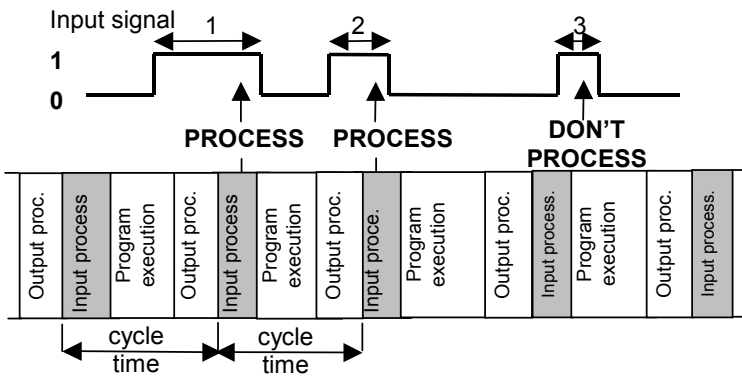 Input signal
1
2
3
1
0
PROCESS
PROCESS
DON'T
PROCESS
Output proc.
Input process
Program
execution
Output proc.
Input process
Program
execution
Output proc.
Input proce.
Program
execution
Output proc.
Input process.
Program
execution
Output proc.
Input process.
cycle
time
cycle
time